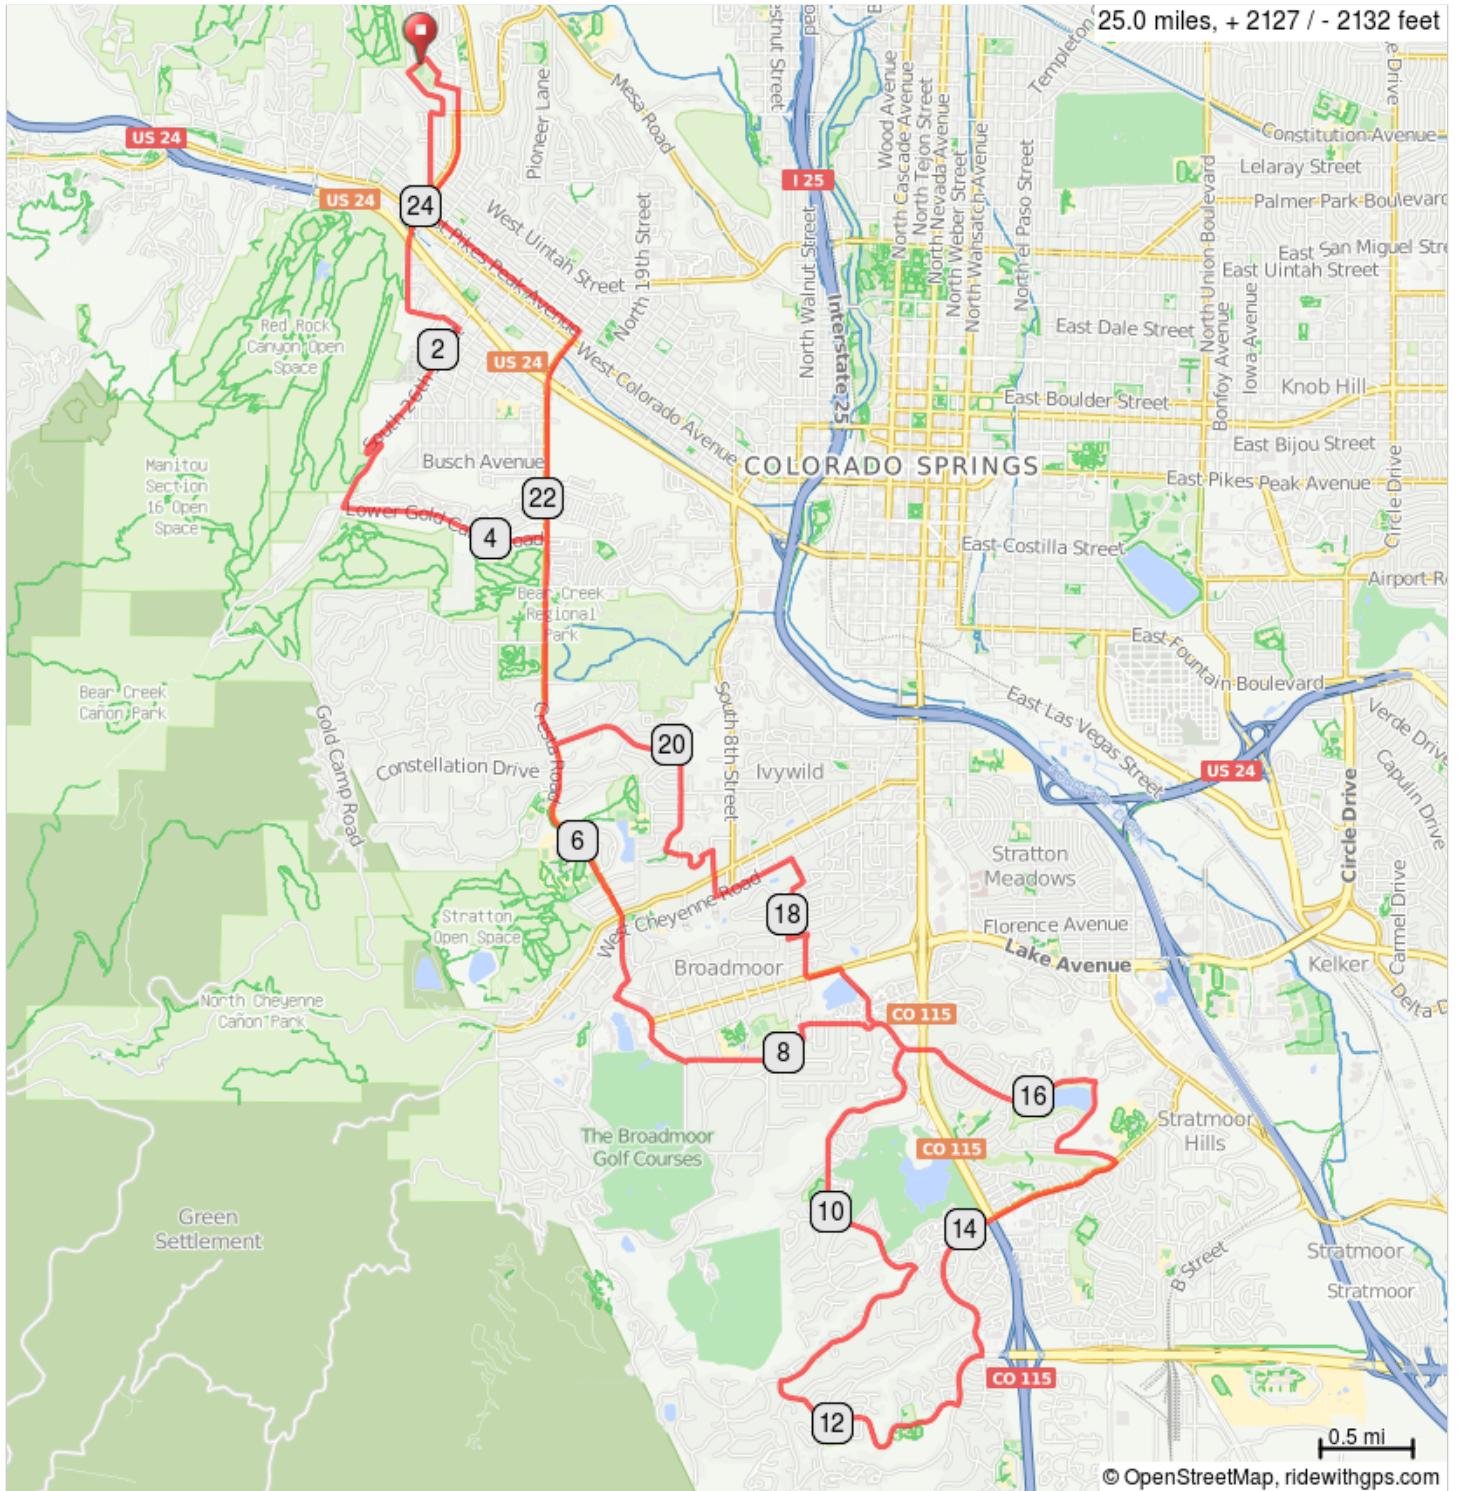 25.0 miles, + 2127 / - 2132 feet
US 24
US 24
24
Pioneer Lane
Mesa Road
I 25
Wood Avenue
North Cascade Avenue
North Tejon Street
North Nevada Avenue
North Weber Street
North Wahsatch Avenue
North el Paso Street
Templeton
Constitution Avenue
Lelaray Street
Palmer Park Boulevard
East San Miguel Stre
East Uintah Street
North Union Boulevard
West Uintah Street
Pikes Peak Avenue
North 19th Street
North Walnut Street
Interstate 25
East Dale Street
Bonfoy Avenue
Iowa Avenue
Knob Hill
Red Rock
Canyon Open
Space
2
US 24
West Colorado Avenue
East Boulder Street
East Bijou Street
South 26th
Busch Avenue
COLORADO SPRINGS
East Pikes Peak Avenue
Circle Drive
Manitou
Section
16 Open
Space
22
4
East Costilla Street
Airport R
Bear Creek
Regional
Park
East Fountain Boulevard
Bear Creek
Cañon Park
Gold Camp Road
Cresta Road
South 8th Street
East Las Vegas Street
Verde Drive
20
Constellation Drive
Ivywild
US 24
Capulin Drive
Circle Drive
6
Stratton
Meadows
Stratton
Open Space
West Cheyenne Road
18
Florence Avenue
Lake Avenue
Carmel Drive
Kelker
Delta D
Broadmoor
North Cheyenne
Cañon Park
CO 115
8
16
Stratmoor
Hills
The Broadmoor
Golf Courses
CO 115
10
14
Green
Settlement
B Street
Stratmoor
Stratmoor
CO 115
12
0.5 mi
© OpenStreetMap, ridewithgps.com